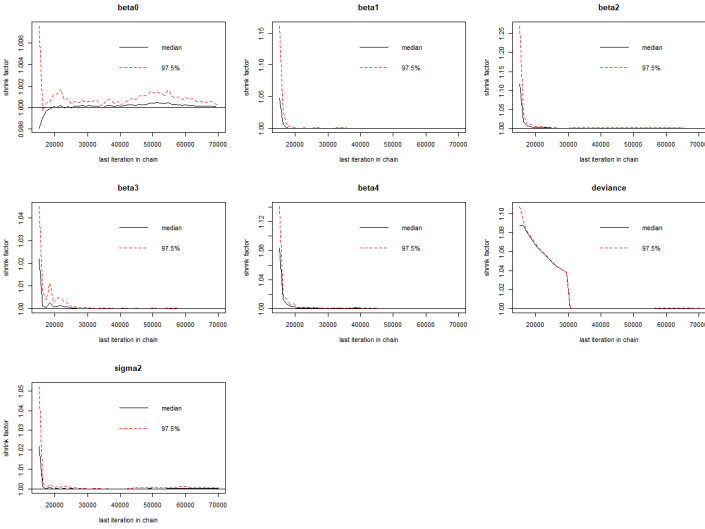 beta0
shrink factor
0.998 1.000 1.002 1.004 1.006
median
97.5%
20000 30000 40000 50000 60000 70000
last iteration in chain
beta1
shrink factor
1.00 1.05 1.10 1.15
median
97.5%
20000 30000 40000 50000 60000 70000
last iteration in chain
beta2
shrink factor
1.00 1.05 1.10 1.15 1.20 1.25
median
97.5%
20000 30000 40000 50000 60000 70000
last iteration in chain
beta3
shrink factor
1.00 1.01 1.02 1.03 1.04
median
97.5%
20000 30000 40000 50000 60000 70000
last iteration in chain
beta4
shrink factor
1.00 1.04 1.08 1.12
median
97.5%
20000 30000 40000 50000 60000 70000
last iteration in chain
deviance
shrink factor
1.00 1.02 1.04 1.06 1.08 1.10
median
97.5%
20000 30000 40000 50000 60000 70000
last iteration in chain
sigma2
shrink factor
1.00 1.01 1.02 1.03 1.04 1.05
median
97.5%
20000 30000 40000 50000 60000 70000
last iteration in chain